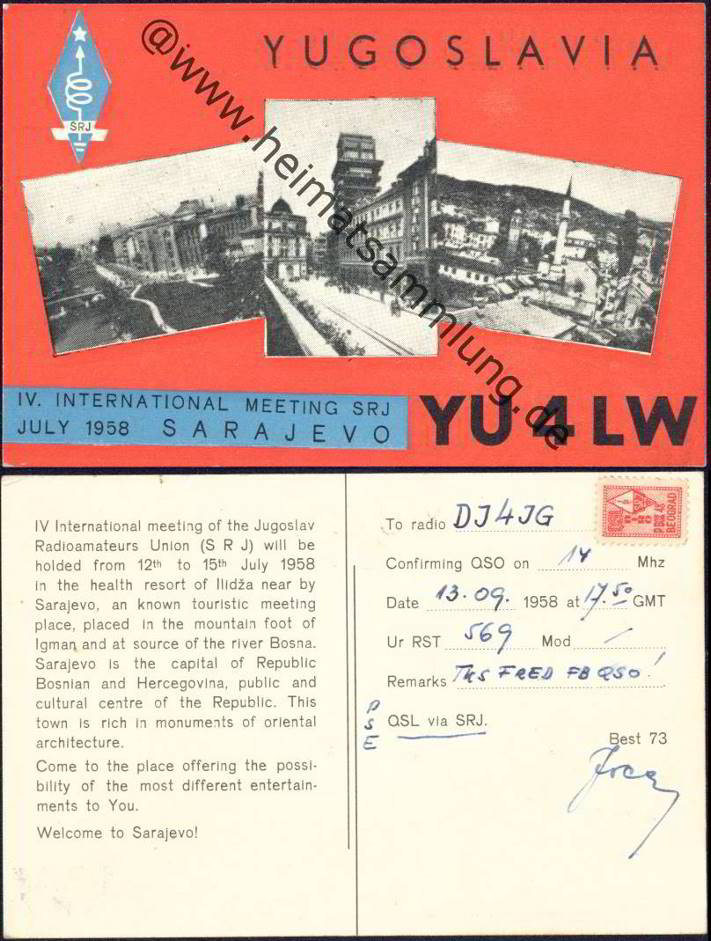 YUGOSLAVIA
SRJ
@www.heimatsammlung.de
IV. INTERNATIONAL MEETING SRJ
JULY 1958 SARAJEVO
YU 4 LW
IV International meeting of the Jugoslav
Radioamateurs Union (S R J) will be
holded from 12th to 15th July 1958
in the health resort of Ilidža near by
Sarajevo, an known touristic meeting
place, placed in the mountain foot of
Igman and at source of the river Bosna.
Sarajevo is the capital of Republic
Bosnian and Hercegovina, public and
cultural centre of the Republic. This
town is rich in monuments of oriental
architecture.
Come to the place offering the possi-
bility of the most different entertain-
ments to You.
Welcome to Sarajevo!
To radio DJ4JG
P BOX 48
BEOGRAD
Confirming QSO on 14 Mhz
Date 13.09. 1958 at 17.50 GMT
Ur RST 569 Mod /
Remarks TKS FRED FB QSO!
PSE QSL via SRJ.
Best 73